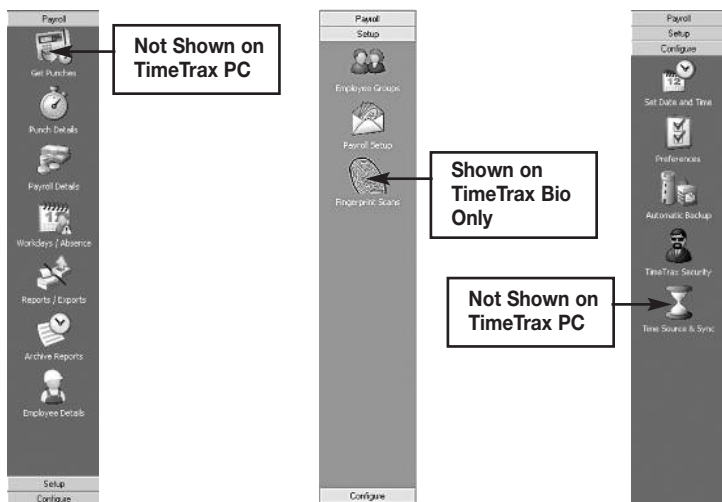 Payroll
Get Punches
Punch Details
Payroll Details
Workdays / Absence
Reports / Exports
Archive Reports
Employee Details
Setup
Configure
Not Shown on
TimeTrax PC
Payroll
Setup
Employee Groups
Payroll Setup
Fingerprint Scans
Configure
Shown on
TimeTrax Bio
Only
Payroll
Setup
Configure
12
Set Date and Time
Preferences
Automatic Backup
TimeTrax Security
Time Source & Sync
Not Shown on
TimeTrax PC